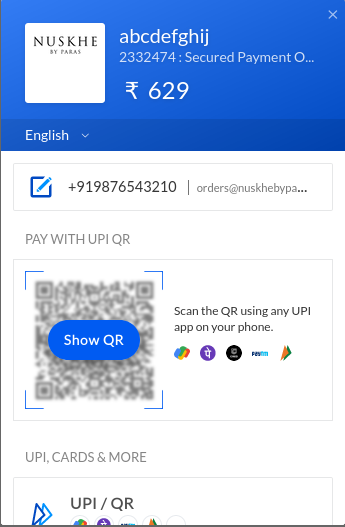 NUSKHE
BY PARAS
abcdefghij
2332474 : Secured Payment O...
₹ 629
English
+919876543210 | orders@nuskhebypa...
PAY WITH UPI QR
Show QR
Scan the QR using any UPI
app on your phone.
paytm
UPI, CARDS & MORE
UPI / QR